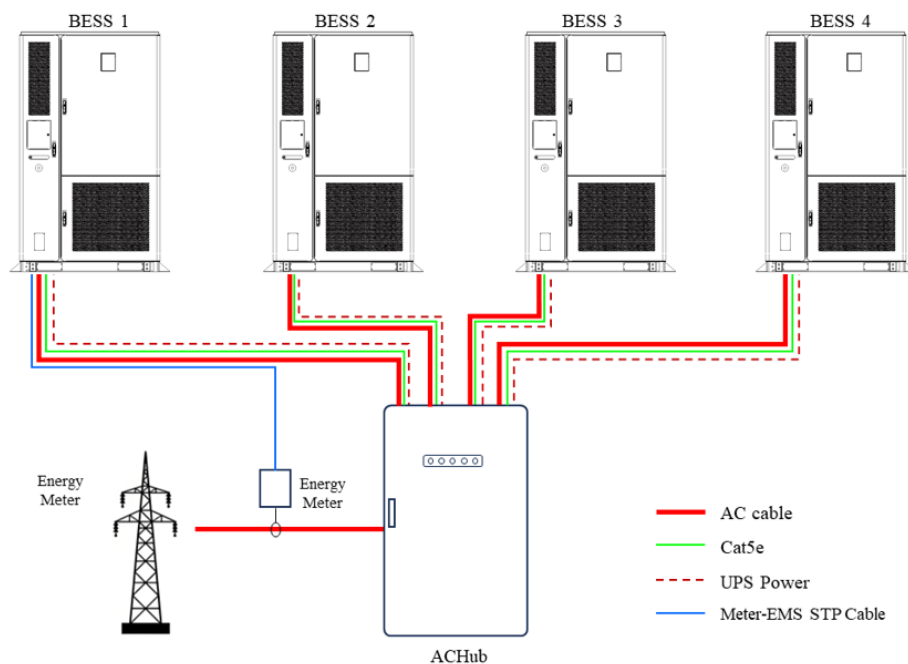 BESS 1
BESS 2
BESS 3
BESS 4
Energy
Meter
Energy
Meter
AC cable
Cat5e
UPS Power
Meter-EMS STP Cable
ACHub